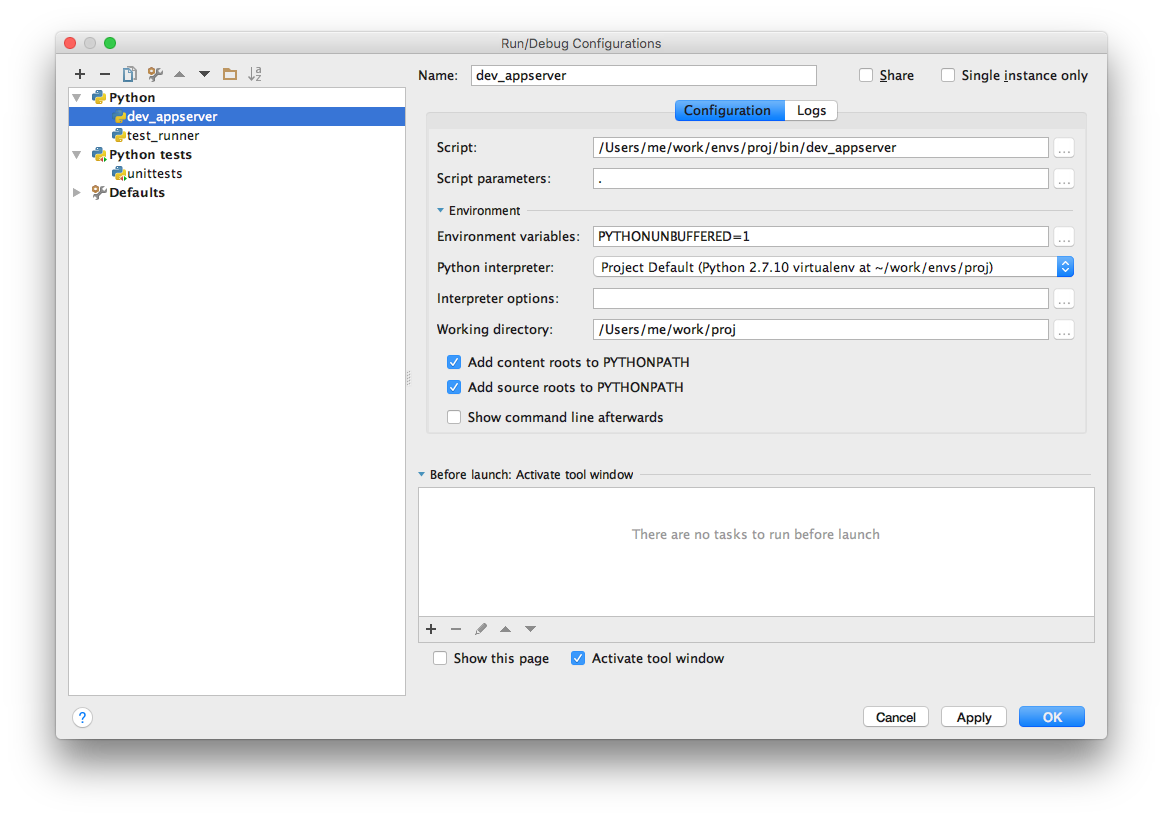 Run/Debug Configurations
Name: dev_appserver Share Single instance only
Python
dev_appserver
test_runner
Python tests
unittests
Defaults
Configuration Logs
Script: /Users/me/work/envs/proj/bin/dev_appserver ...
Script parameters: . ...
Environment
Environment variables: PYTHONUNBUFFERED=1 ...
Python interpreter: Project Default (Python 2.7.10 virtualenv at ~/work/envs/proj)
Interpreter options: ...
Working directory: /Users/me/work/proj ...
Add content roots to PYTHONPATH
Add source roots to PYTHONPATH
Show command line afterwards
Before launch: Activate tool window
There are no tasks to run before launch
Show this page Activate tool window
? Cancel Apply OK